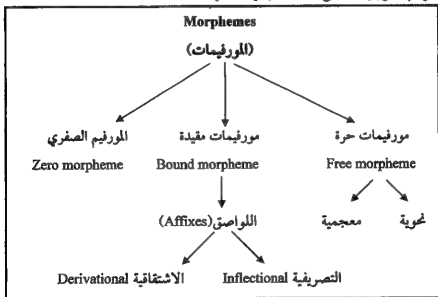 Morphemes
(المورفيمات)
مورفيمات حرة
مورفيمات مقيدة
المورفيم الصفري
Free morpheme
Bound morpheme
Zero morpheme
نحوية
معجمية
اللواصق (Affixes)
التصريفية Inflectional
الاشتقاقية Derivational